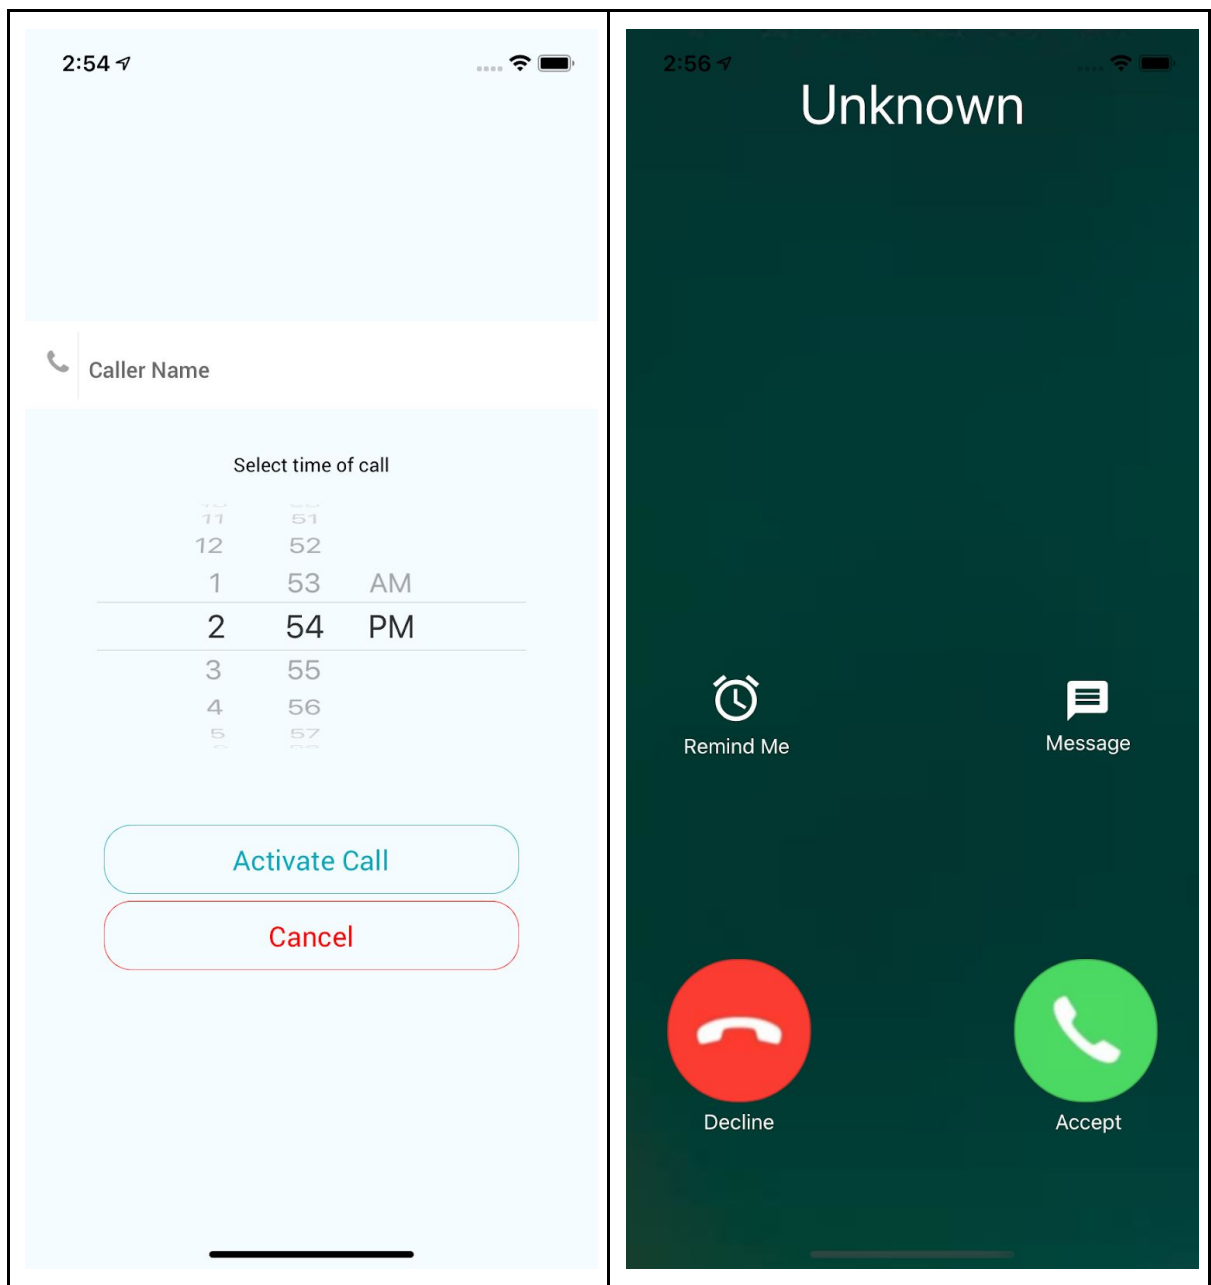 2:54
Caller Name
Select time of call
11 51
12 52
1 53 AM
2 54 PM
3 55
4 56
5 57
Activate Call
Cancel
2:56
Unknown
Remind Me
Message
Decline
Accept